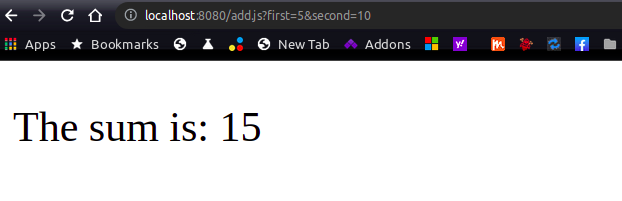 localhost:8080/add.js?first=5&second=10
Apps Bookmarks New Tab Addons
The sum is: 15